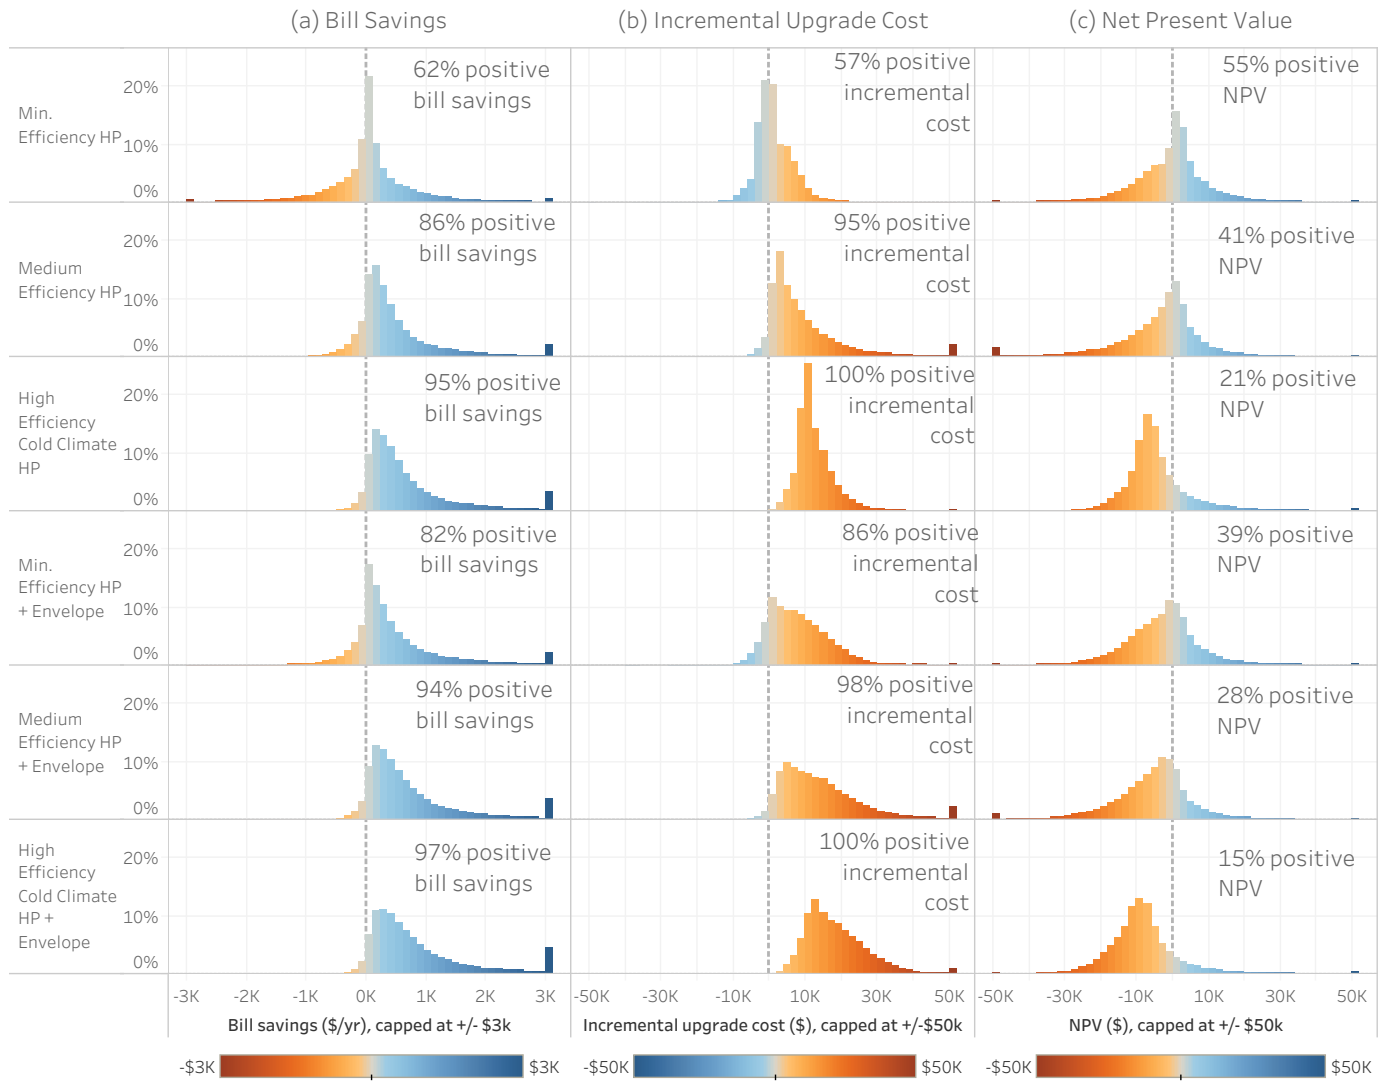 (a) Bill Savings
(b) Incremental Upgrade Cost
(c) Net Present Value
Min.
Efficiency HP
20%
10%
0%
62% positive
bill savings
57% positive
incremental
cost
55% positive
NPV
Medium
Efficiency HP
20%
10%
0%
86% positive
bill savings
95% positive
incremental
cost
41% positive
NPV
High
Efficiency
Cold Climate
HP
20%
10%
0%
95% positive
bill savings
100% positive
incremental
cost
21% positive
NPV
Min.
Efficiency HP
+ Envelope
20%
10%
0%
82% positive
bill savings
86% positive
incremental
cost
39% positive
NPV
Medium
Efficiency HP
+ Envelope
20%
10%
0%
94% positive
bill savings
98% positive
incremental
cost
28% positive
NPV
High
Efficiency
Cold Climate
HP +
Envelope
20%
10%
0%
97% positive
bill savings
100% positive
incremental
cost
15% positive
NPV
-3K -2K -1K 0K 1K 2K 3K
-50K -30K -10K 10K 30K 50K
-50K -30K -10K 10K 30K 50K
Bill savings ($/yr), capped at +/- $3k
Incremental upgrade cost ($), capped at +/-$50k
NPV ($), capped at +/- $50k
-$3K $3K
-$50K $50K
-$50K $50K